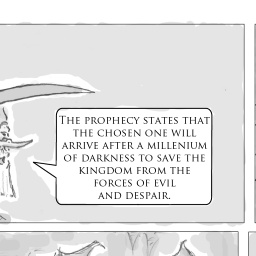 The prophecy states that
the chosen one will
arrive after a millenium
of darkness to save the
kingdom from the
forces of evil
and despair.